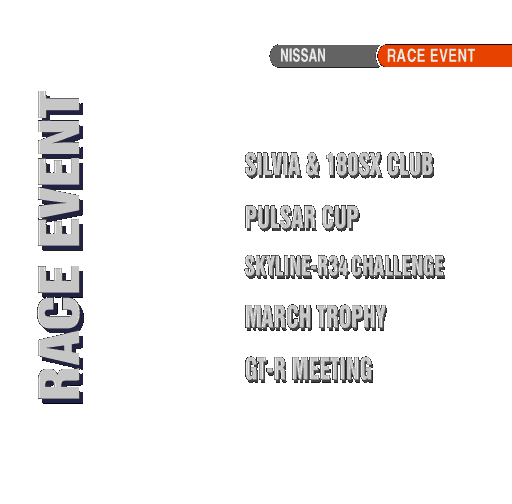 NISSAN RACE EVENT
RACE EVENT
SILVIA & 180SX CLUB
PULSAR CUP
SKYLINE-R34 CHALLENGE
MARCH TROPHY
GT-R MEETING